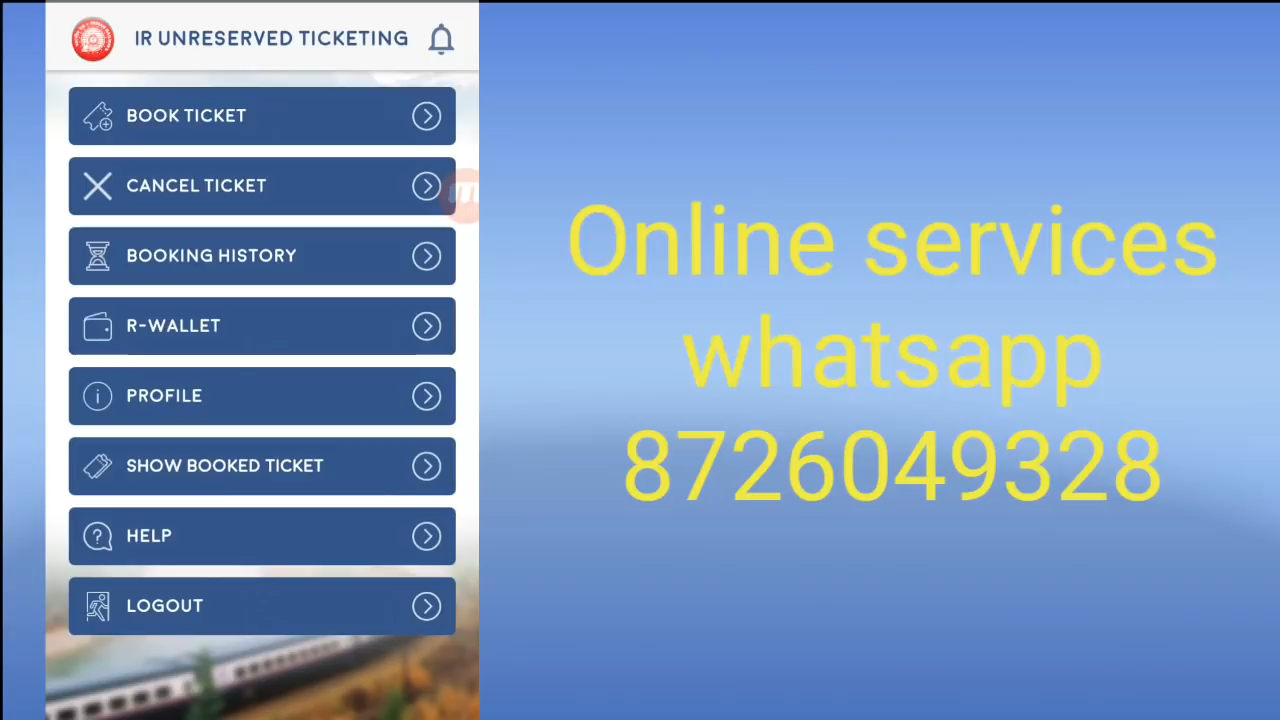 IR UNRESERVED TICKETING
BOOK TICKET
CANCEL TICKET
BOOKING HISTORY
R-WALLET
PROFILE
SHOW BOOKED TICKET
HELP
LOGOUT
Online services
whatsapp
8726049328